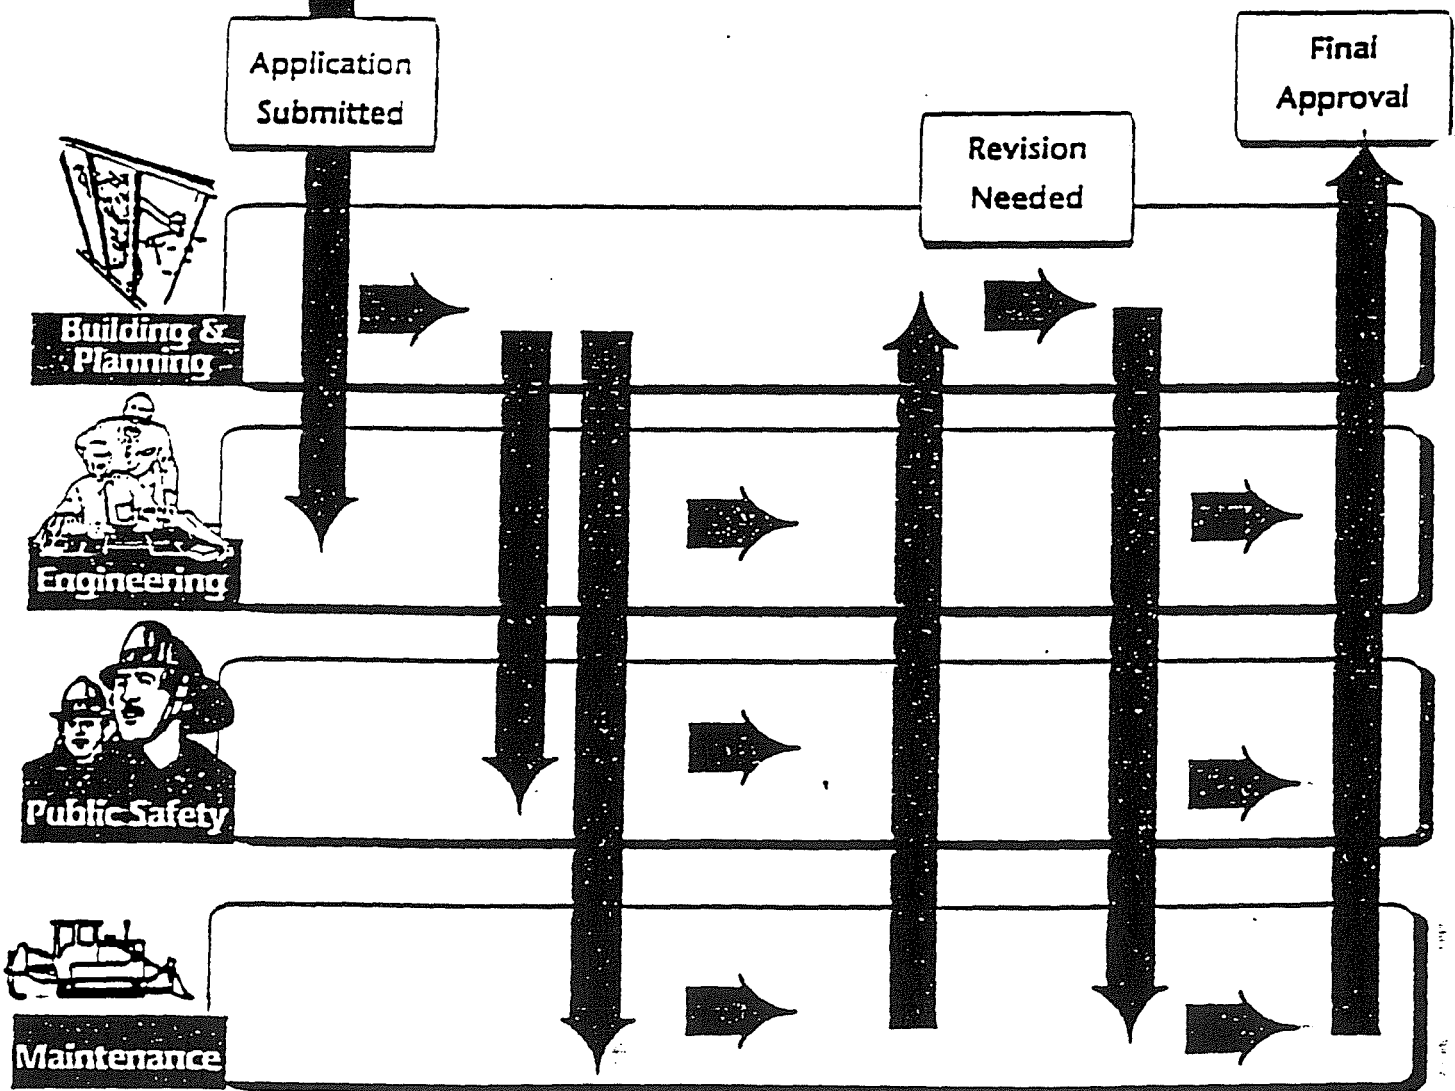 Application
Submitted
Final
Approval
Revision
Needed
Building &
Planning
Engineering
Public Safety
Maintenance